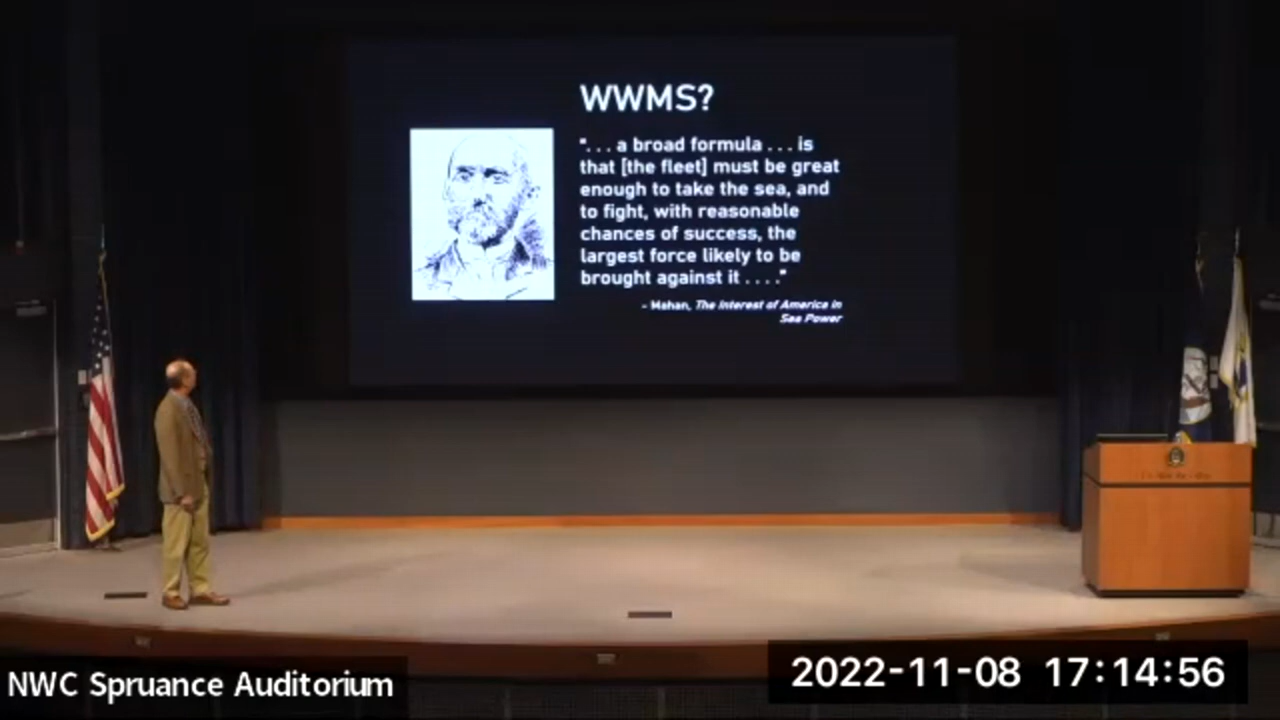 WWMS?
". . . a broad formula . . . is
that [the fleet] must be great
enough to take the sea, and
to fight, with reasonable
chances of success, the
largest force likely to be
brought against it . . . ."
- Mahan, The Interest of America in
Sea Power
NWC Spruance Auditorium
2022-11-08 17:14:56